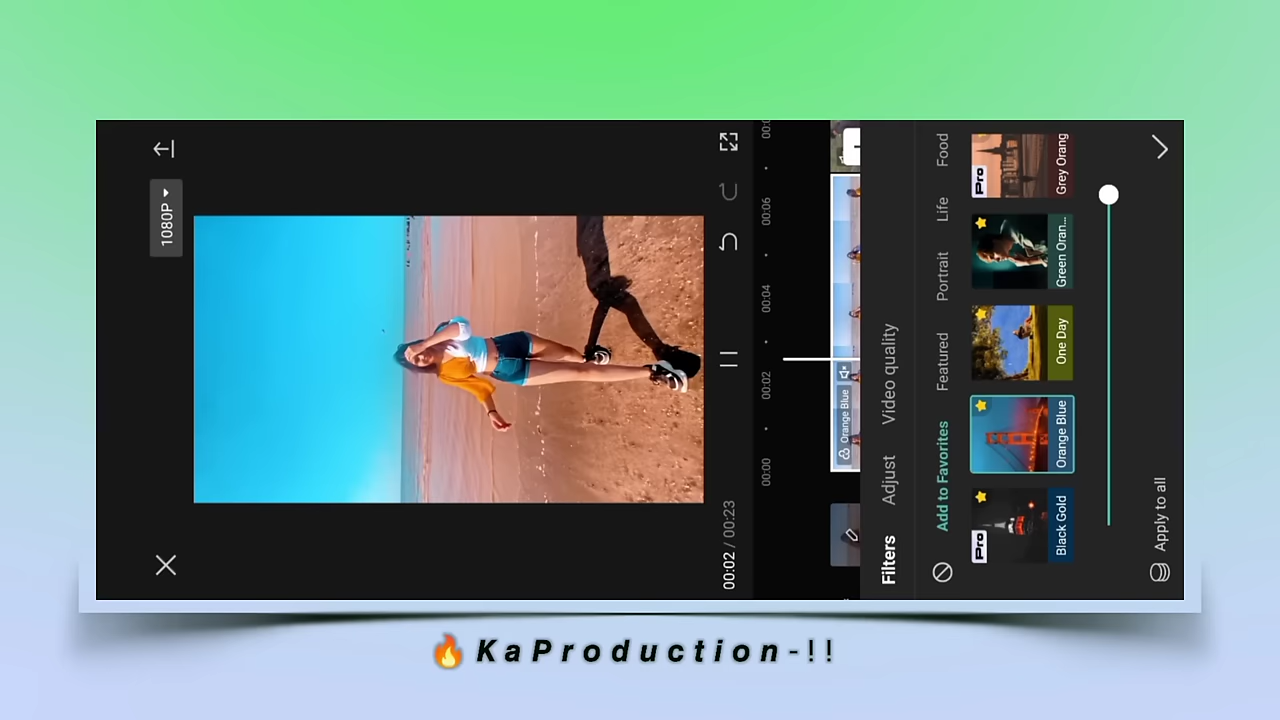 1080P
00:02 / 00:23
00:00
00:02
00:04
00:06
Orange Blue
Filters
Adjust
Video quality
Add to Favorites
Featured
Portrait
Life
Food
Pro
Black Gold
Orange Blue
One Day
Green Oran...
Pro
Grey Orang
Apply to all
🔥KaProduction-!!